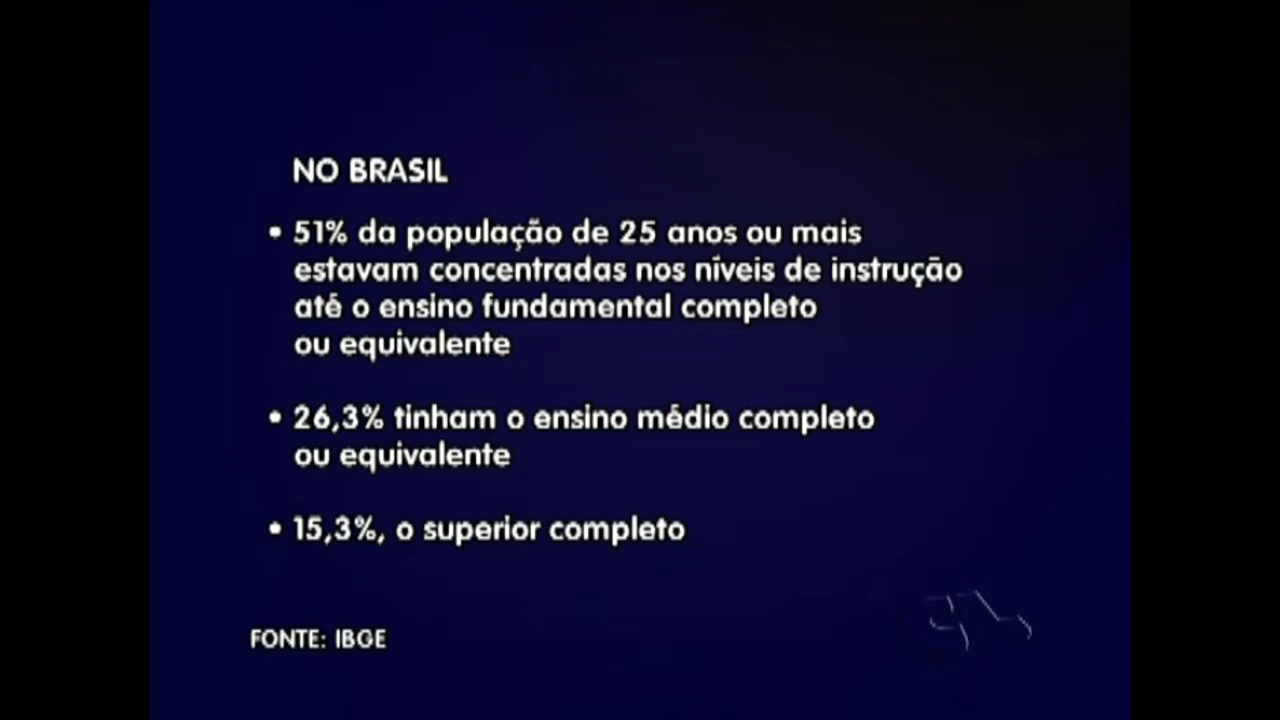 NO BRASIL
• 51% da população de 25 anos ou mais
estavam concentradas nos níveis de instrução
até o ensino fundamental completo
ou equivalente
• 26,3% tinham o ensino médio completo
ou equivalente
• 15,3%, o superior completo
FONTE: IBGE